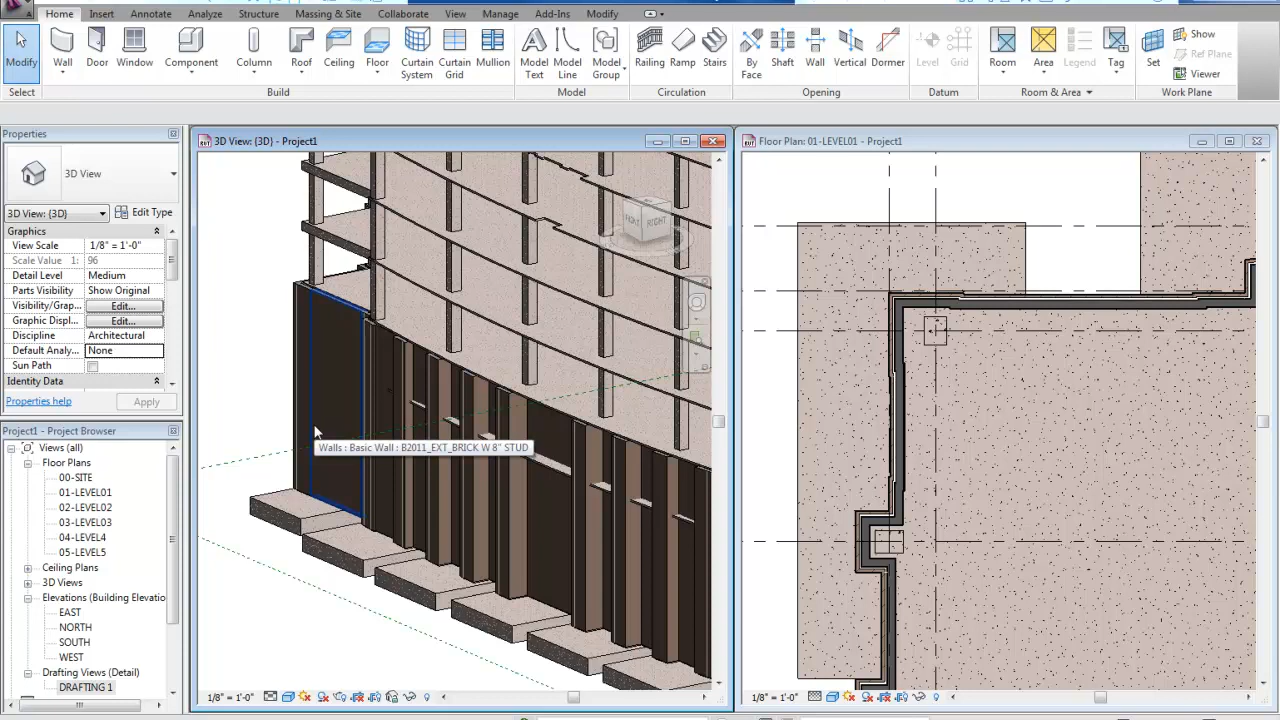 Home Insert Annotate Analyze Structure Massing & Site Collaborate View Manage Add-Ins Modify
Modify Wall Door Window Component Column Roof Ceiling Floor Curtain System Curtain Grid Mullion Model Text Model Line Model Group Railing Ramp Stairs By Face Shaft Wall Vertical Dormer Level Grid Room Area Legend Tag Set Show Ref Plane Viewer
Select Build Model Circulation Opening Datum Room & Area Work Plane
Properties
3D View
3D View: {3D} Edit Type
Graphics
View Scale 1/8" = 1'-0"
Scale Value 1: 96
Detail Level Medium
Parts Visibility Show Original
Visibility/Grap... Edit...
Graphic Displ... Edit...
Discipline Architectural
Default Analy... None
Sun Path
Identity Data
Properties help Apply
Project1 - Project Browser
Views (all)
Floor Plans
00-SITE
01-LEVEL01
02-LEVEL02
03-LEVEL03
04-LEVEL4
05-LEVEL5
Ceiling Plans
3D Views
Elevations (Building Elevatio
EAST
NORTH
SOUTH
WEST
Drafting Views (Detail)
DRAFTING 1
3D View: {3D} - Project1
RIGHT
Walls : Basic Wall : B2011_EXT_BRICK W 8" STUD
1/8" = 1'-0"
Floor Plan: 01-LEVEL01 - Project1
1/8" = 1'-0"